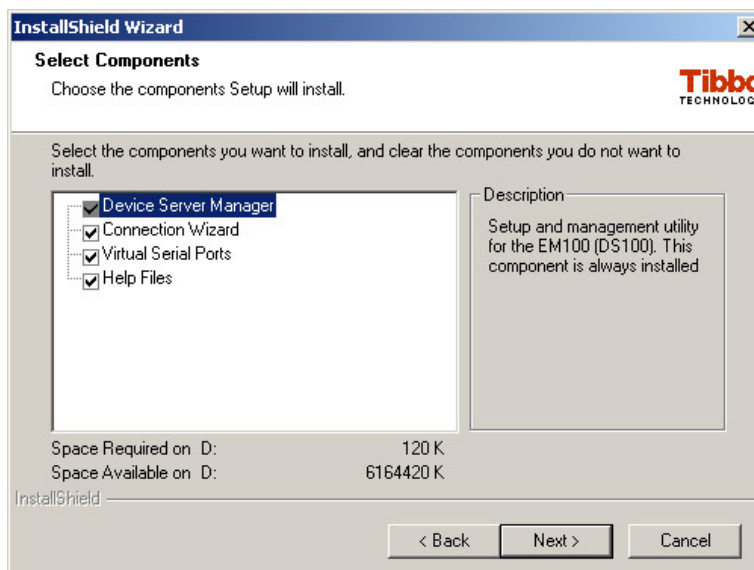 InstallShield Wizard
Select Components
Choose the components Setup will install.
Tibbo
TECHNOLOG
Select the components you want to install, and clear the components you do not want to
install.
Device Server Manager
Connection Wizard
Virtual Serial Ports
Help Files
Description
Setup and management utility
for the EM100 (DS100). This
component is always installed
Space Required on D:
120 K
Space Available on D:
6164420 K
InstallShield
< Back
Next >
Cancel